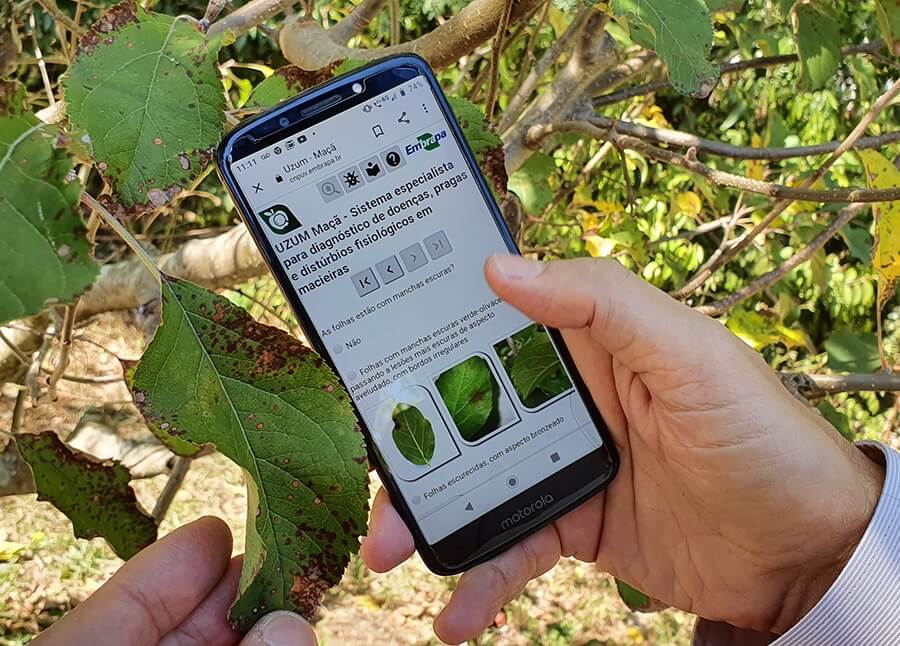 11:11
4G
74%
Uzum - Maçã
cnpuv.embrapa.br
Embrapa
UZUM Maçã - Sistema especialista
para diagnóstico de doenças, pragas
e distúrbios fisiológicos em
macieiras
As folhas estão com manchas escuras?
Não
Folhas com manchas escuras verde-olivácea
passando a lesões mais escuras de aspecto
aveludado, com bordos irregulares
Folhas escurecidas, com aspecto bronzeado
motorola